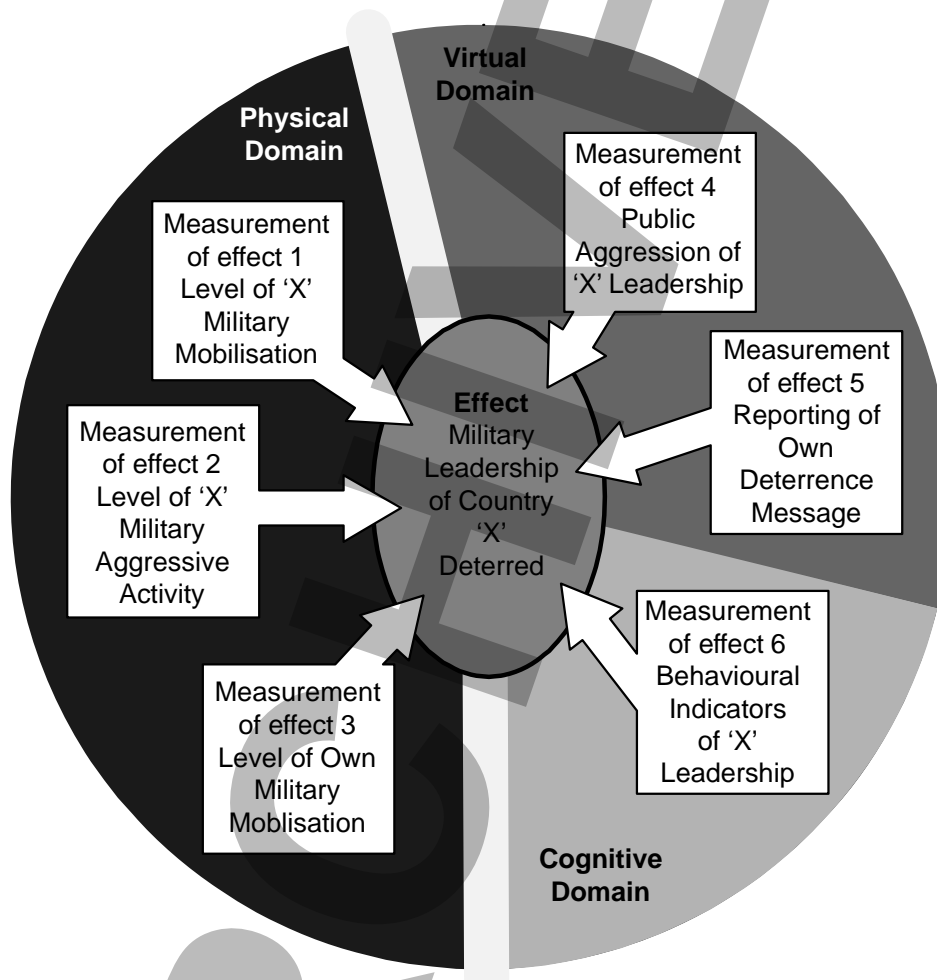 Virtual
Domain
Physical
Domain
Measurement
of effect 4
Public
Aggression of
‘X’ Leadership
Measurement
of effect 1
Level of ‘X’
Military
Mobilisation
Measurement
of effect 5
Reporting of
Own
Deterrence
Message
Effect
Military
Leadership
of Country
‘X’
Deterred
Measurement
of effect 2
Level of ‘X’
Military
Aggressive
Activity
Measurement
of effect 6
Behavioural
Indicators
of ‘X’
Leadership
Measurement
of effect 3
Level of Own
Military
Moblisation
Cognitive
Domain